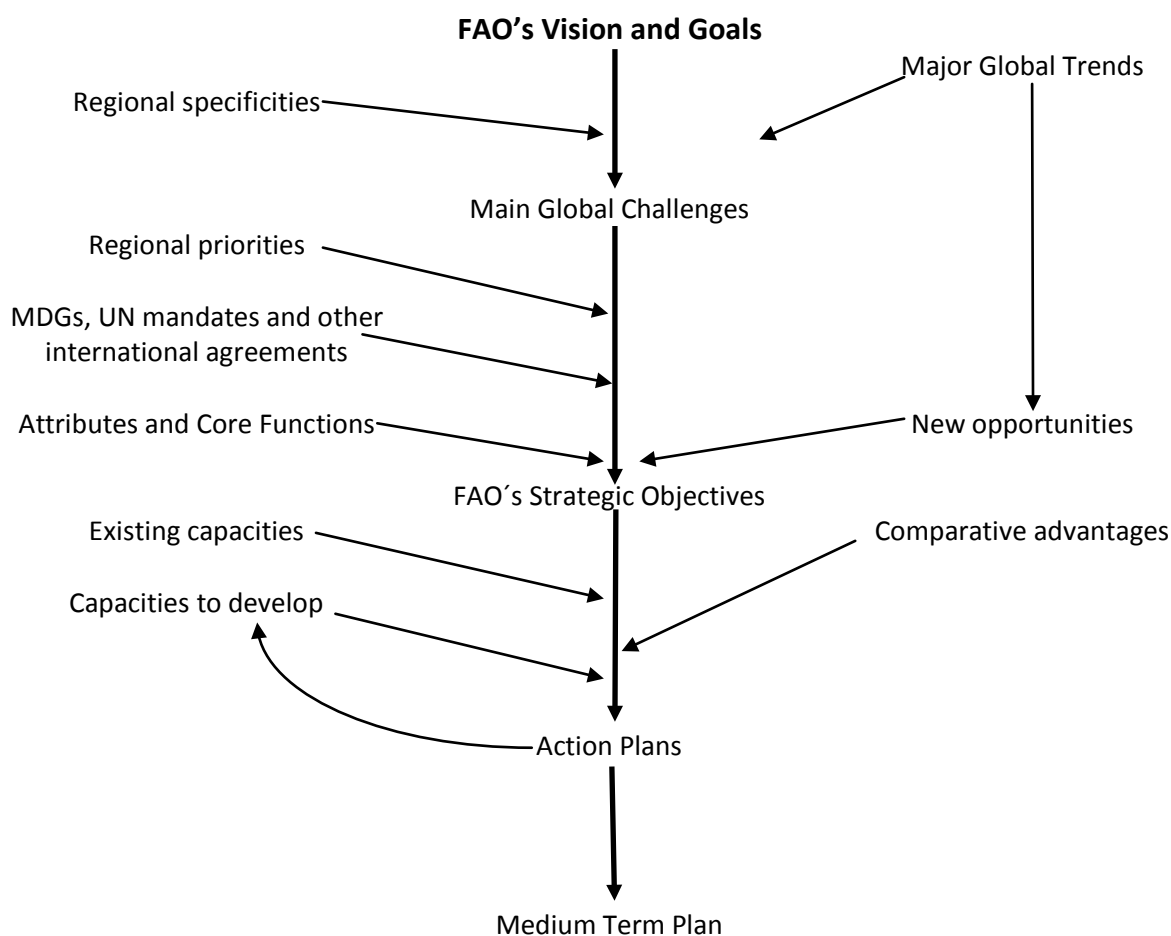 FAO’s Vision and Goals
Major Global Trends
Regional specificities
Main Global Challenges
Regional priorities
MDGs, UN mandates and other
international agreements
Attributes and Core Functions
New opportunities
FAO´s Strategic Objectives
Existing capacities
Comparative advantages
Capacities to develop
Action Plans
Medium Term Plan